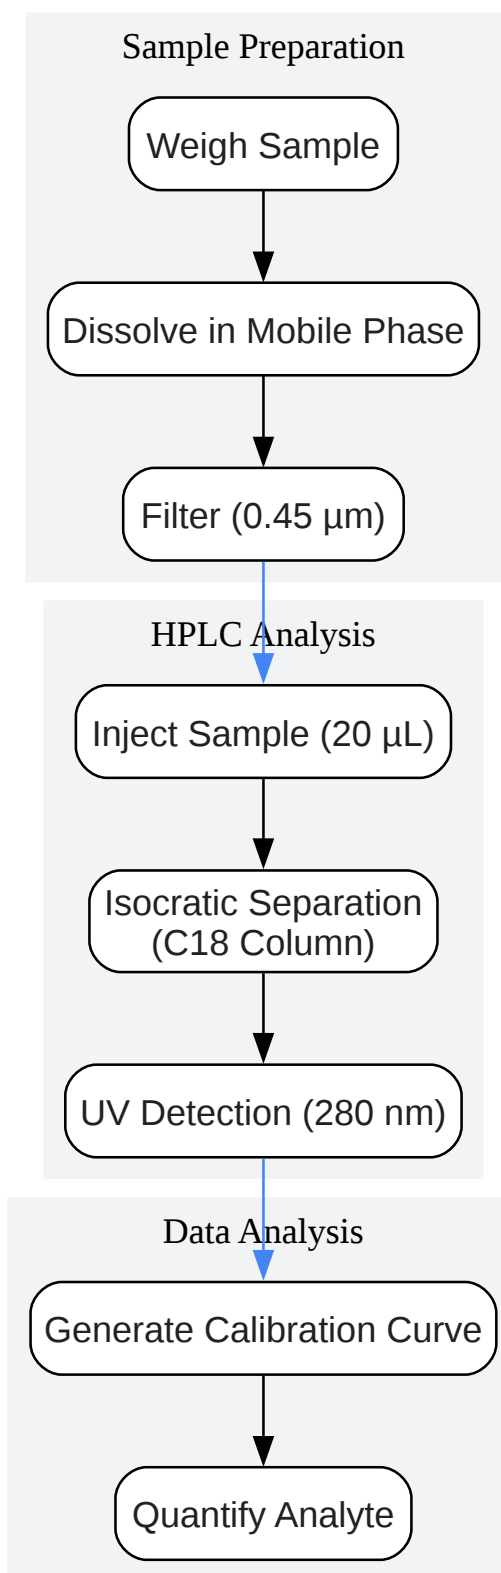 Sample Preparation
Weigh Sample
Dissolve in Mobile Phase
Filter (0.45 µm)
HPLC Analysis
Inject Sample (20 µL)
Isocratic Separation
(C18 Column)
UV Detection (280 nm)
Data Analysis
Generate Calibration Curve
Quantify Analyte